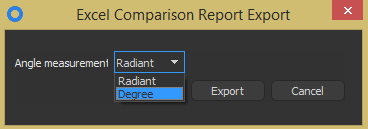 Excel Comparison Report Export
Angle measurement Radiant
Radiant
Degree
Export Cancel